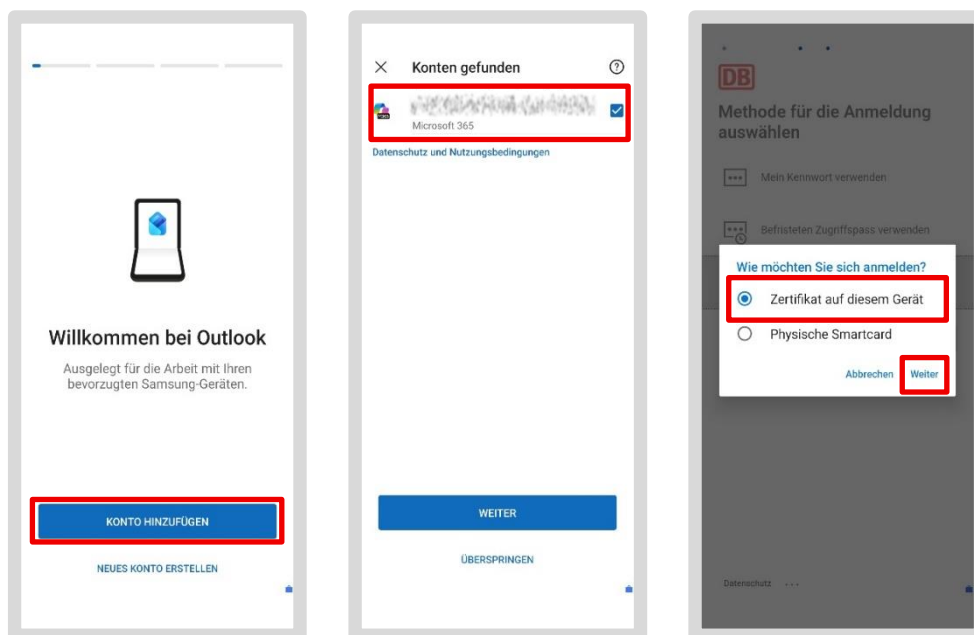 Willkommen bei Outlook
Ausgelegt für die Arbeit mit Ihren
bevorzugten Samsung-Geräten.
KONTO HINZUFÜGEN
NEUES KONTO ERSTELLEN
Konten gefunden
Microsoft 365
Datenschutz und Nutzungsbedingungen
WEITER
ÜBERSPRINGEN
DB
Methode für die Anmeldung
auswählen
Mein Kennwort verwenden
Befristeten Zugriffspass verwenden
Wie möchten Sie sich anmelden?
Zertifikat auf diesem Gerät
Physische Smartcard
Abbrechen Weiter
Datenschutz ...